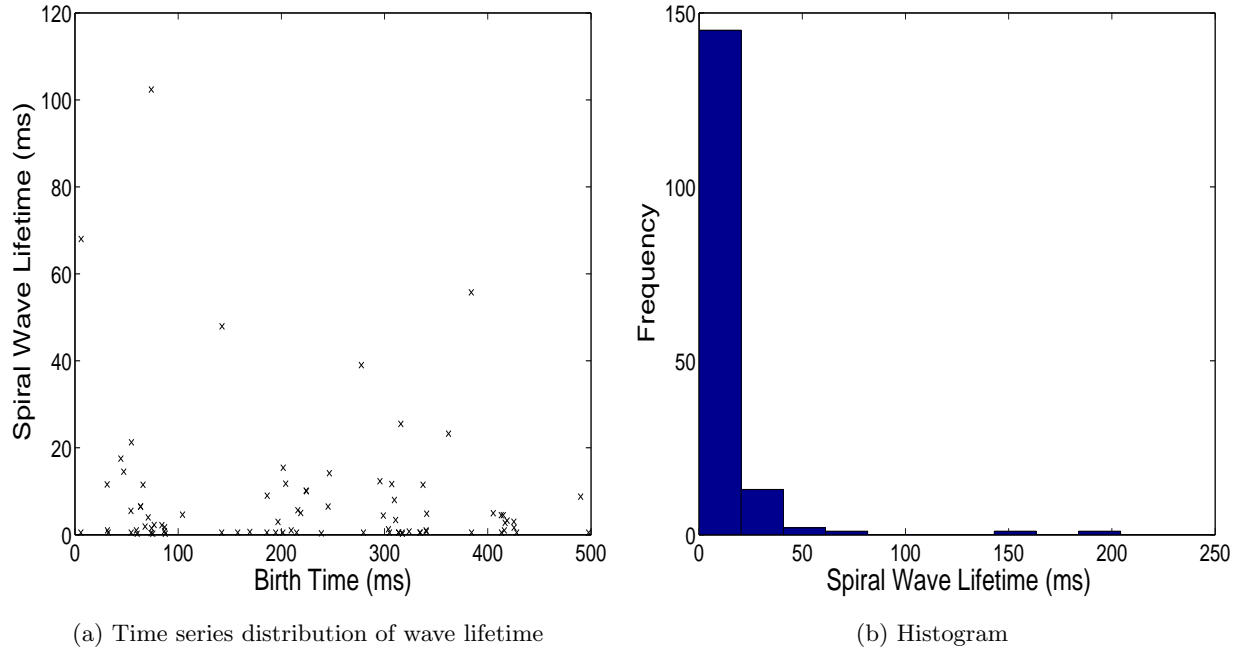 120
100
80
60
40
20
0
0 100 200 300 400 500
Spiral Wave Lifetime (ms)
Birth Time (ms)
(a) Time series distribution of wave lifetime
150
100
50
0
0 50 100 150 200 250
Frequency
Spiral Wave Lifetime (ms)
(b) Histogram